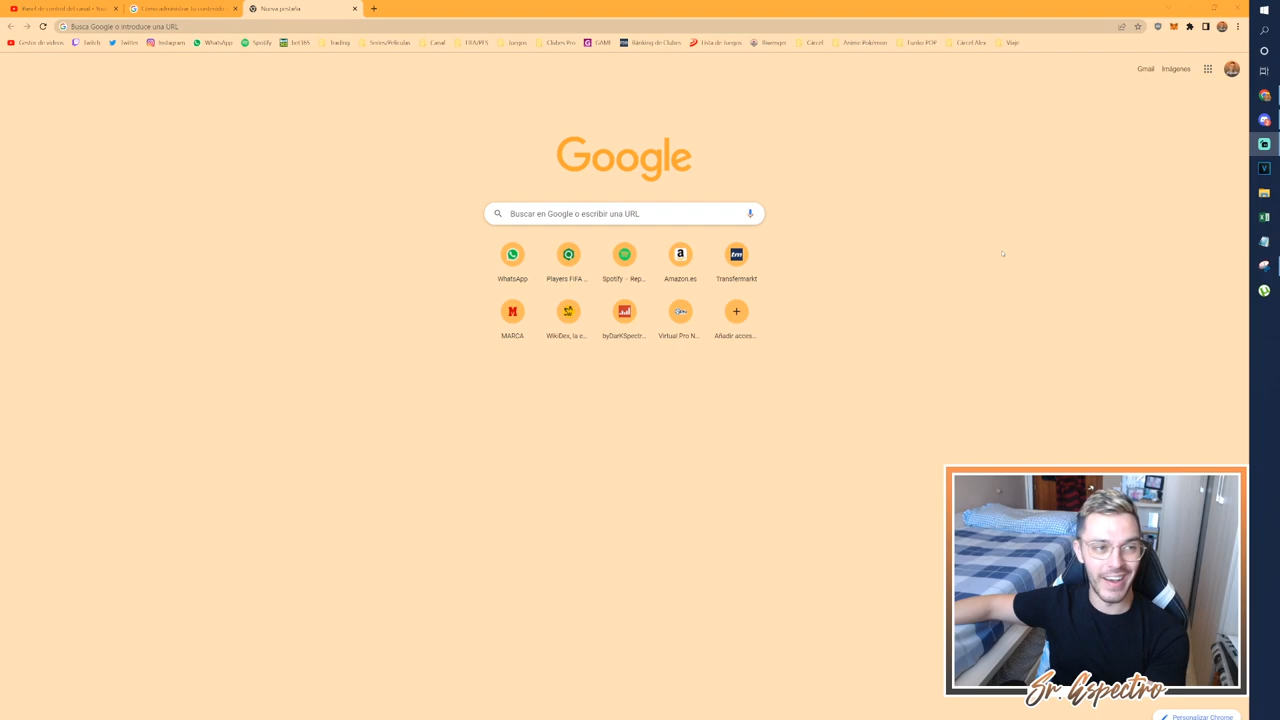 Panel de control del canal - You
Cómo administrar tu contenido
Nueva pestaña
Busca Google o introduce una URL
Gestor de vídeos
Twitch
Twitter
Instagram
WhatsApp
Spotify
bet365
Trading
Series/Películas
Canal
FIFA/PES
Juegos
Clubes Pro
GAME
Ránking de Clubes
Lista de Juegos
Cárcel
Anime Pokémon
Funko POP
Cárcel Alex
Viaje
Gmail
Imágenes
Google
Buscar en Google o escribir una URL
WhatsApp
Players FIFA ...
Spotify – Rep...
Amazon.es
Transfermarkt
MARCA
WikiDex, la e...
byDarKSpectr...
Virtual Pro N...
Añadir acces...
Sr. Aspectro
Personalizar Chrome